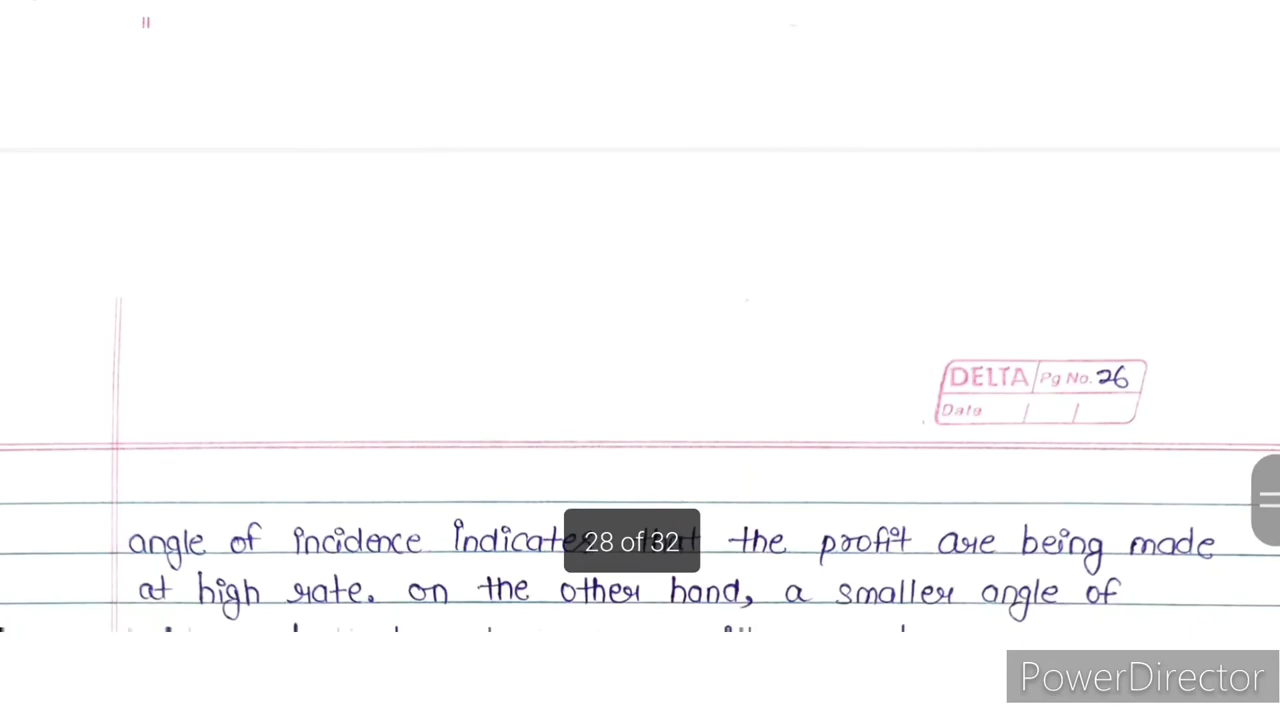 DELTA Pg No. 26
Date
angle of incidence indicates that the profit are being made
28 of 32
at high rate. on the other hand, a smaller angle of
PowerDirector